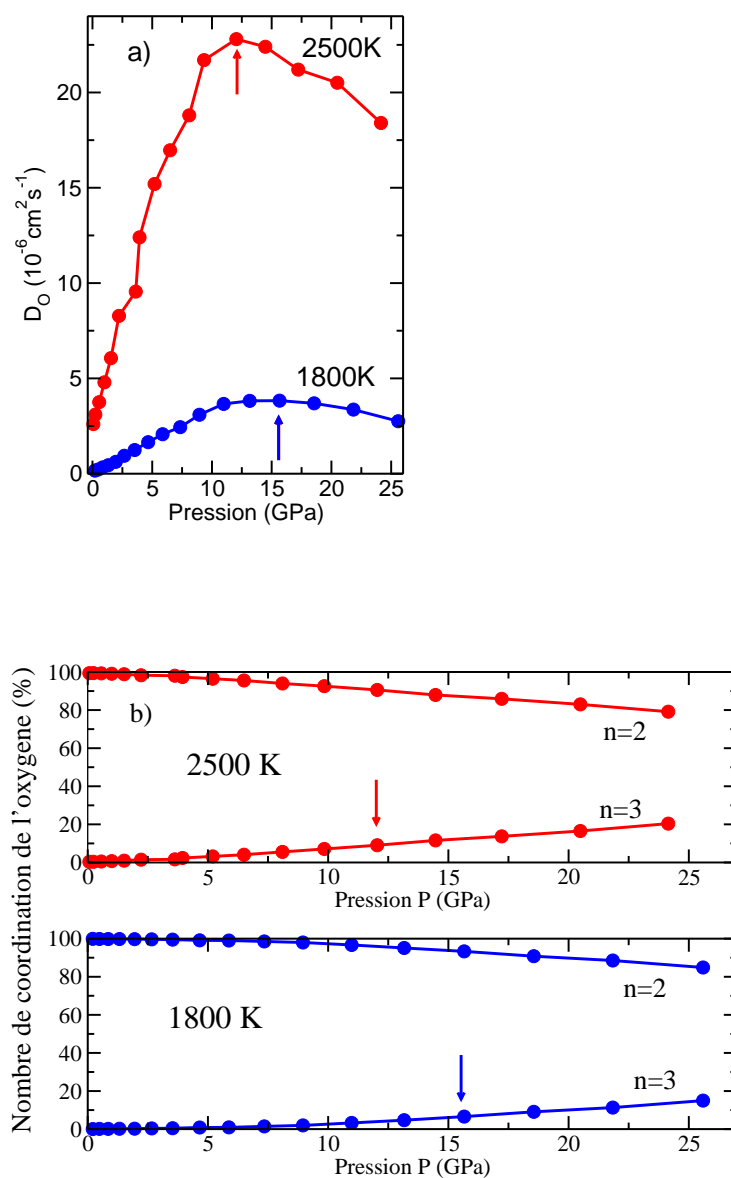 a)
2500K
1800K
0
5
10
15
20
D_O (10^-6 cm^2 s^-1)
0 5 10 15 20 25
Pression (GPa)
Nombre de coordination de l'oxygene (%)
100
80
60
40
20
0
b)
2500 K
n=2
n=3
0 5 10 15 20 25
Pression P (GPa)
100
80
60
40
20
0
1800 K
n=2
n=3
0 5 10 15 20 25
Pression P (GPa)